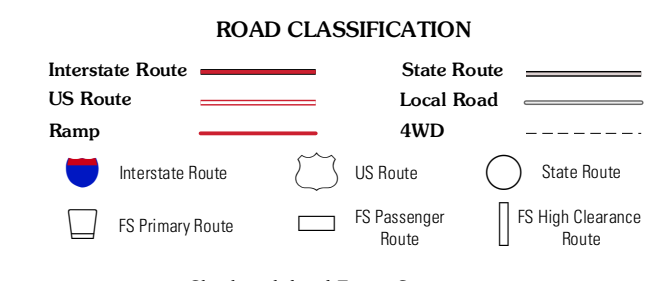 ROAD CLASSIFICATION
Interstate Route
State Route
US Route
Local Road
Ramp
4WD
Interstate Route
US Route
State Route
FS Primary Route
FS Passenger
Route
FS High Clearance
Route